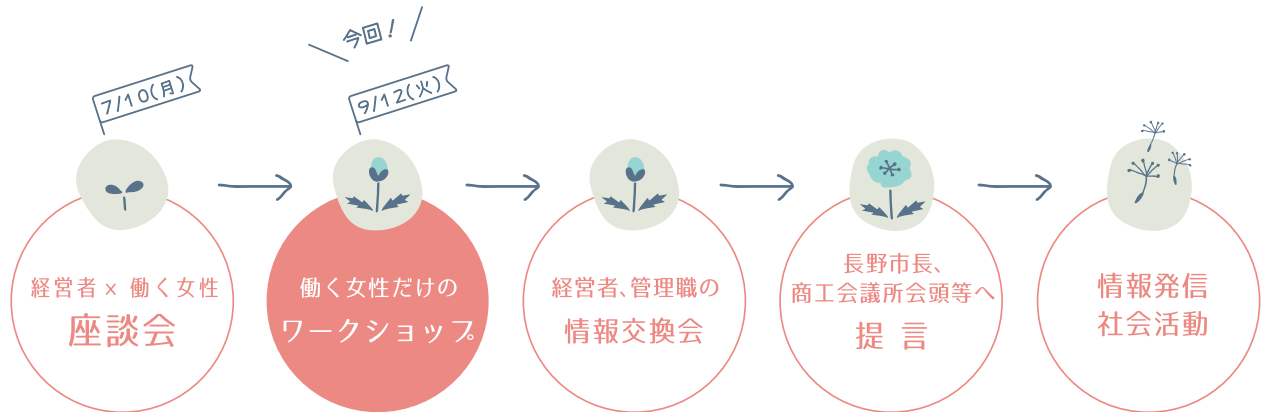 7/10(月)
経営者 x 働く女性
座談会
今回！
9/12(火)
働く女性だけの
ワークショップ。
経営者、管理職の
情報交換会
長野市長、
商工会議所会頭等へ
提言
情報発信
社会活動